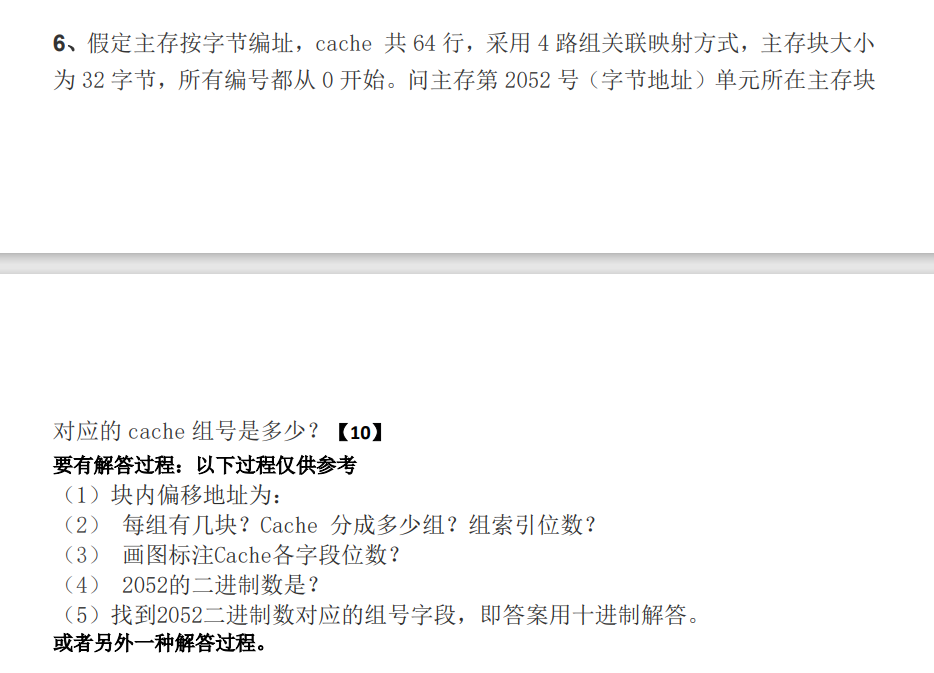 6、假定主存按字节编址，cache 共 64 行，采用 4 路组关联映射方式，主存块大小
为 32 字节，所有编号都从 0 开始。问主存第 2052 号（字节地址）单元所在主存块
对应的 cache 组号是多少？【10】
要有解答过程：以下过程仅供参考
（1）块内偏移地址为：
（2） 每组有几块？Cache 分成多少组？组索引位数？
（3） 画图标注Cache各字段位数？
（4） 2052的二进制数是？
（5）找到2052二进制数对应的组号字段，即答案用十进制解答。
或者另外一种解答过程。